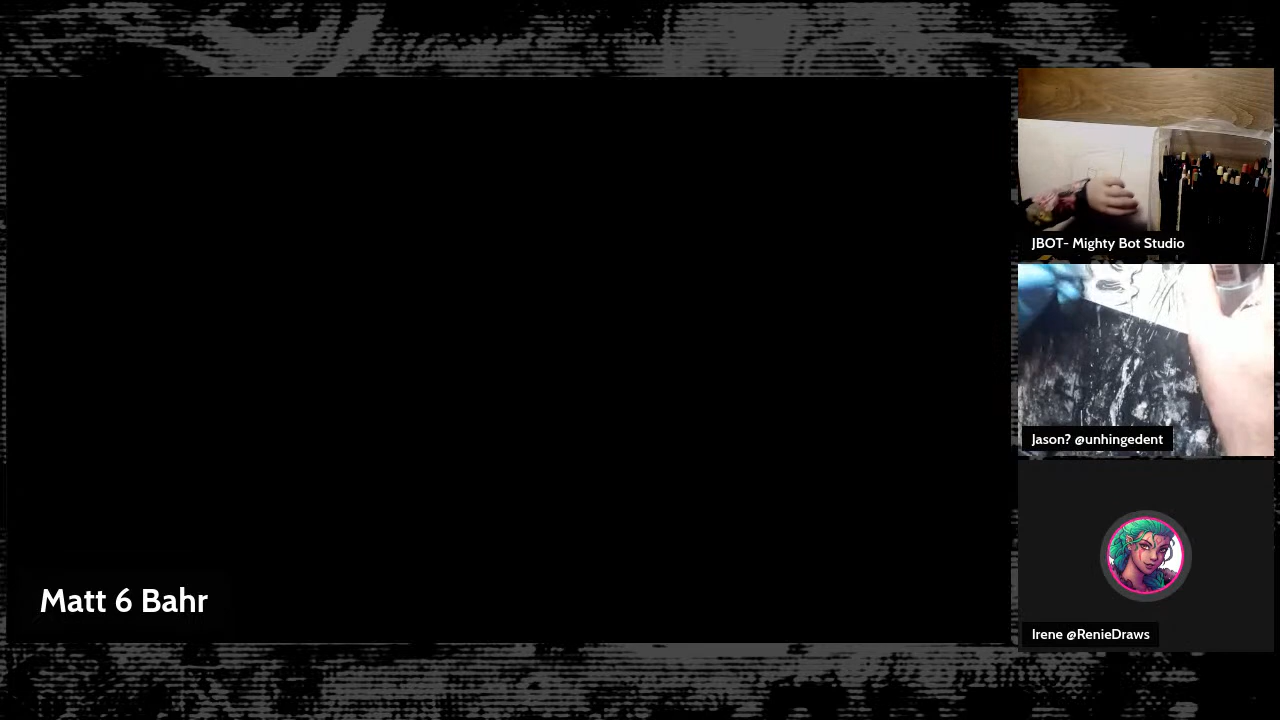 JBOT- Mighty Bot Studio
Jason? @unhingedent
Matt 6 Bahr
Irene @RenieDraws